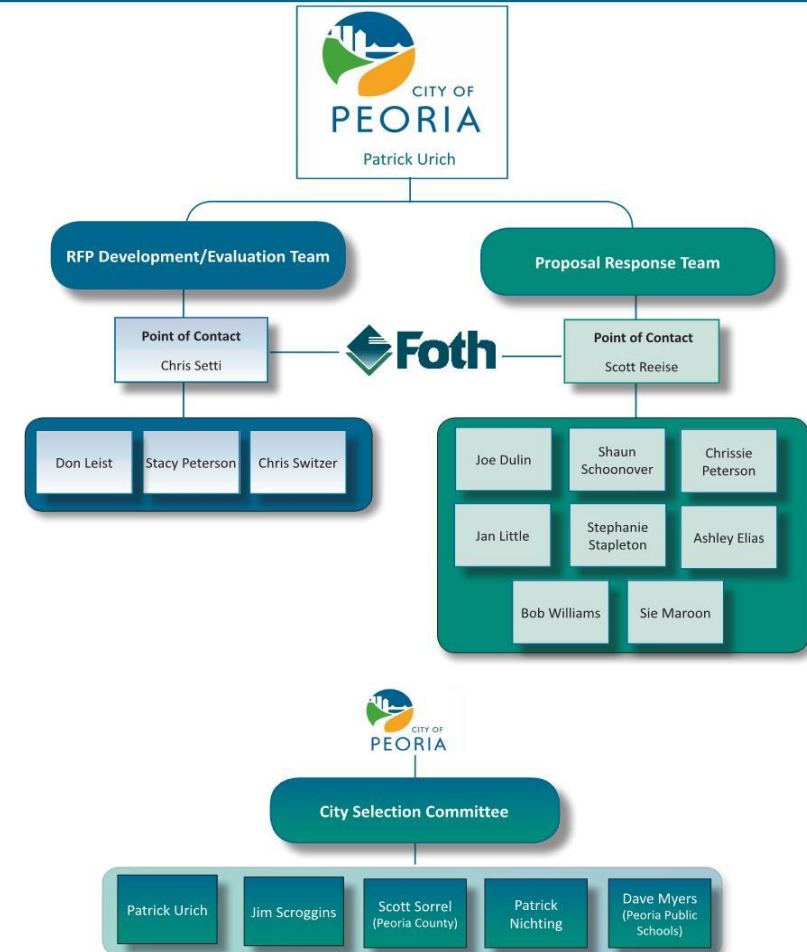 CITY OF
PEORIA
Patrick Urich
RFP Development/Evaluation Team
Proposal Response Team
Point of Contact
Chris Setti
Foth
Point of Contact
Scott Reeise
Don Leist
Stacy Peterson
Chris Switzer
Joe Dulin
Shaun
Schoonover
Chrissie
Peterson
Jan Little
Stephanie
Stapleton
Ashley Elias
Bob Williams
Sie Maroon
CITY OF
PEORIA
City Selection Committee
Patrick Urich
Jim Scroggins
Scott Sorrel
(Peoria County)
Patrick
Nichting
Dave Myers
(Peoria Public
Schools)